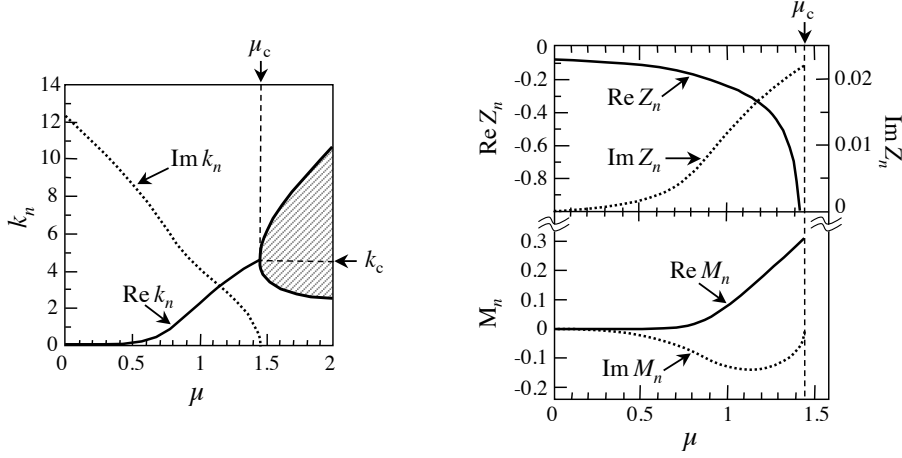 μc
14
12
10
8
6
4
2
0
kn
Im kn
Re kn
kc
0
0.5
1
1.5
2
μ
μc
0
-0.2
-0.4
-0.6
-0.8
Re Zn
0.02
0.01
0
Im Zn
Re Zn
Im Zn
0.3
0.2
0.1
0
-0.1
-0.2
Mn
Re Mn
Im Mn
0
0.5
1
1.5
μ